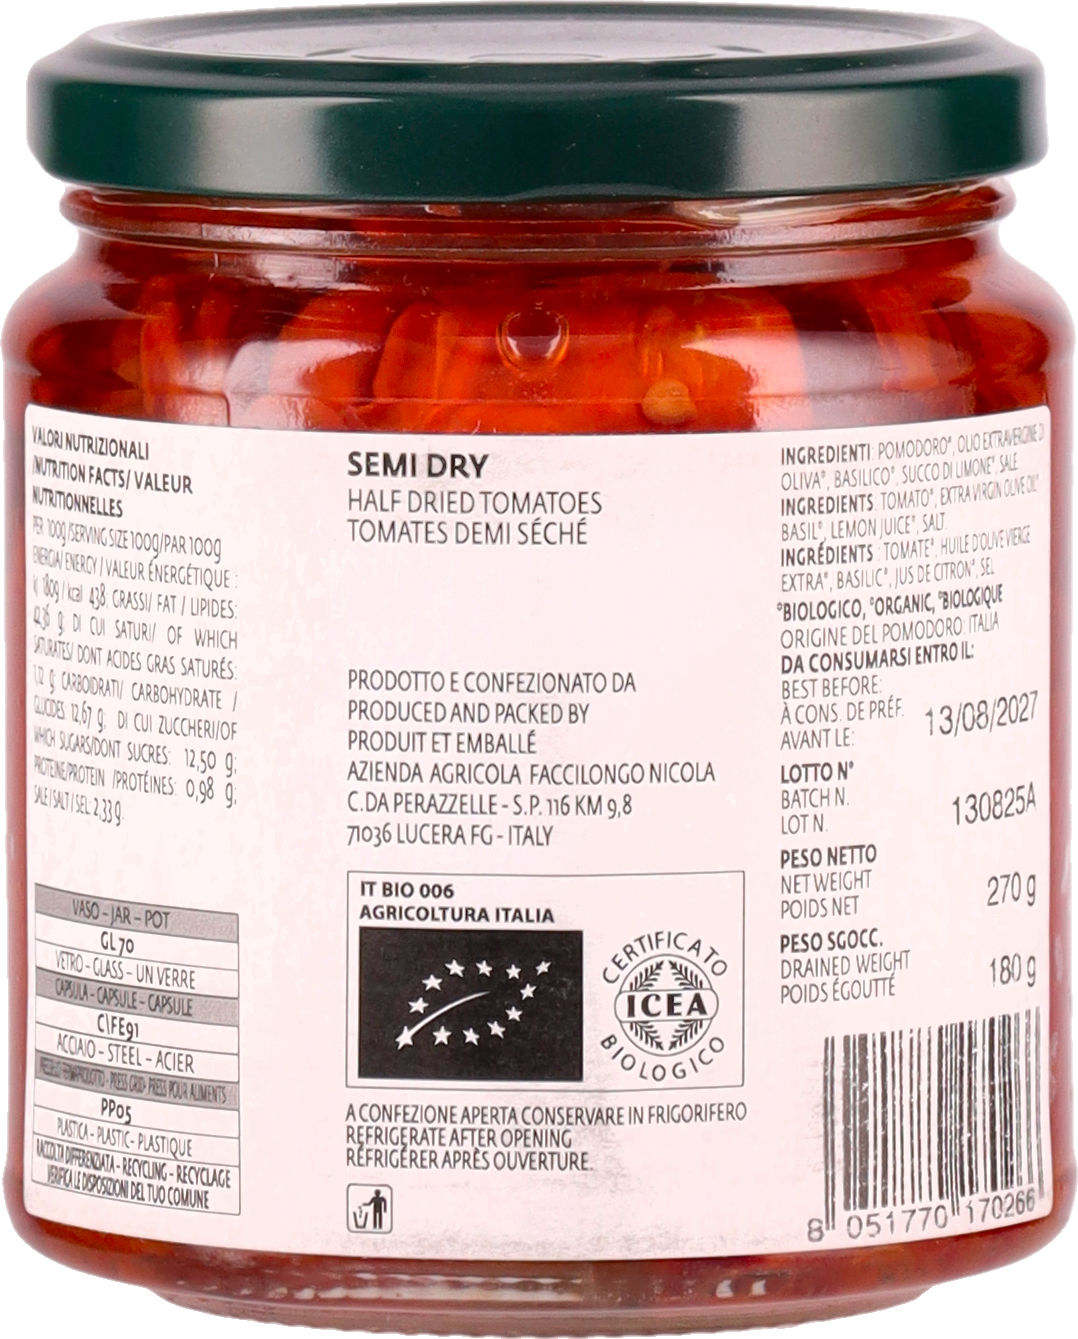 VALORI NUTRIZIONALI
/NUTRITION FACTS/ VALEUR
NUTRITIONNELLES
PER 100g/SERVING SIZE 100g/PAR 100g
ENERGIA/ ENERGY / VALEUR ÉNERGÉTIQUE :
kj 1809 / kcal 438. GRASSI/ FAT / LIPIDES:
42,36 g; DI CUI SATURI/ OF WHICH
SATURATES/ DONT ACIDES GRAS SATURÉS:
g; CARBOIDRATI/ CARBOHYDRATE /
GLUCIDES: 12,67 g; DI CUI ZUCCHERI/OF
WHICH SUGARS/DONT SUCRES: 12,50 g;
PROTEINE/PROTEIN /PROTÉINES: 0,98 g;
SALE / SALT / SEL: 2,33 g.
VASO – JAR – POT
GL 70
VETRO – GLASS – UN VERRE
CAPSULA – CAPSULE – CAPSULE
C\FE91
ACCIAIO – STEEL – ACIER
PRESS GRID- PRESS POUR ALIMENTS
PP05
PLASTICA – PLASTIC- PLASTIQUE
RACCOLTA DIFFERENZIATA - RECYCLING - RECYCLAGE
VERIFICA LE DISPOSIZIONI DEL TUO COMUNE
SEMI DRY
HALF DRIED TOMATOES
TOMATES DEMI SÉCHÉ
PRODOTTO E CONFEZIONATO DA
PRODUCED AND PACKED BY
PRODUIT ET EMBALLÉ
AZIENDA AGRICOLA FACCILONGO NICOLA
C.DA PERAZZELLE - S.P. 116 KM 9,8
71036 LUCERA FG - ITALY
IT BIO 006
AGRICOLTURA ITALIA
CERTIFICATO
ICEA
BIOLOGICO
A CONFEZIONE APERTA CONSERVARE IN FRIGORIFERO
REFRIGERATE AFTER OPENING
RÉFRIGÉRER APRÈS OUVERTURE.
INGREDIENTI: POMODORO°, OLIO EXTRAVERGINE DI
OLIVA°, BASILICO°, SUCCO DI LIMONE°, SALE
INGREDIENTS: TOMATO°, EXTRA VIRGIN OLIVE OIL°
BASIL°, LEMON JUICE°, SALT
INGRÉDIENTS : TOMATE°, HUILE D'OLIVE VIERGE
EXTRA°, BASILIC°, JUS DE CITRON°, SEL
°BIOLOGICO, °ORGANIC, °BIOLOGIQUE
ORIGINE DEL POMODORO: ITALIA
DA CONSUMARSI ENTRO IL:
BEST BEFORE:
À CONS. DE PRÉF.
AVANT LE: 13/08/2027
LOTTO N°
BATCH N.
LOT N. 130825A
PESO NETTO
NET WEIGHT
POIDS NET 270 g
PESO SGOCC.
DRAINED WEIGHT
POIDS ÉGOUTTÉ 180 g
8 051770 170266